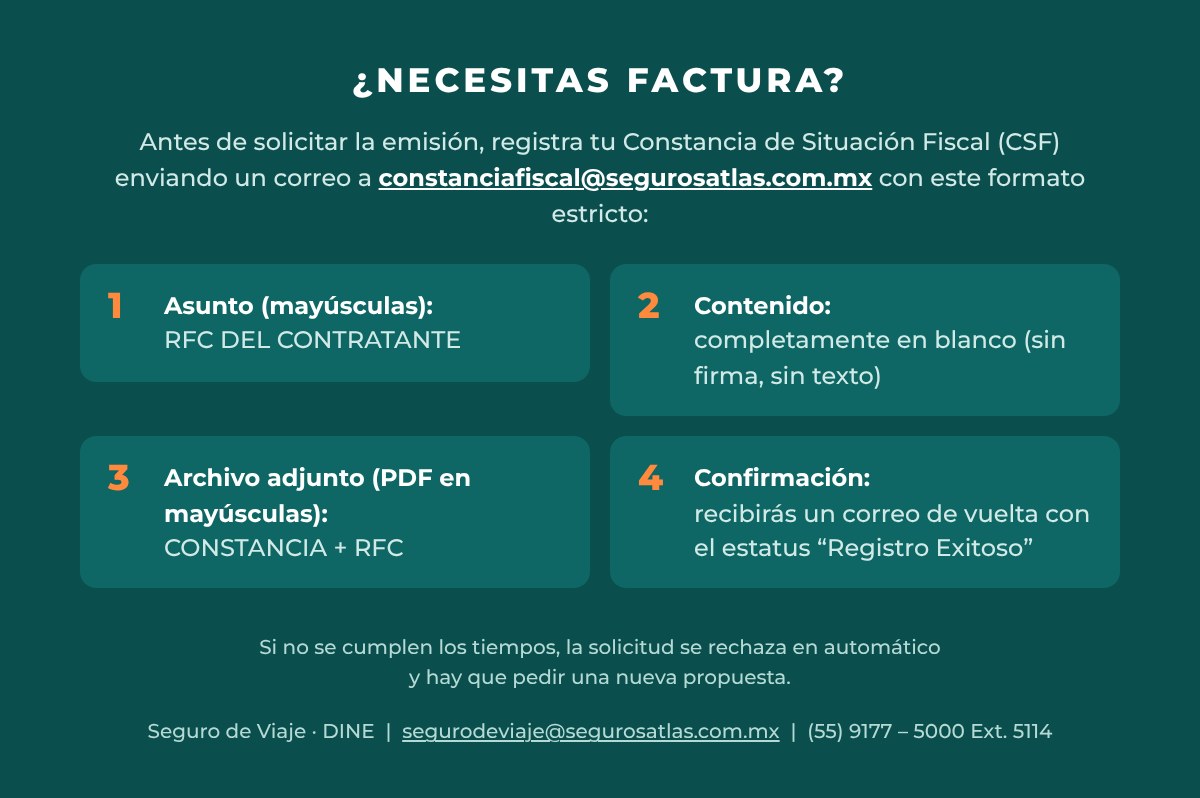 ¿NECESITAS FACTURA?
Antes de solicitar la emisión, registra tu Constancia de Situación Fiscal (CSF)
enviando un correo a constanciafiscal@segurosatlas.com.mx con este formato
estricto:
1
Asunto (mayúsculas):
RFC DEL CONTRATANTE
2
Contenido:
completamente en blanco (sin
firma, sin texto)
3
Archivo adjunto (PDF en
mayúsculas):
CONSTANCIA + RFC
4
Confirmación:
recibirás un correo de vuelta con
el estatus “Registro Exitoso”
Si no se cumplen los tiempos, la solicitud se rechaza en automático
y hay que pedir una nueva propuesta.
Seguro de Viaje · DINE | segurodeviaje@segurosatlas.com.mx | (55) 9177 – 5000 Ext. 5114